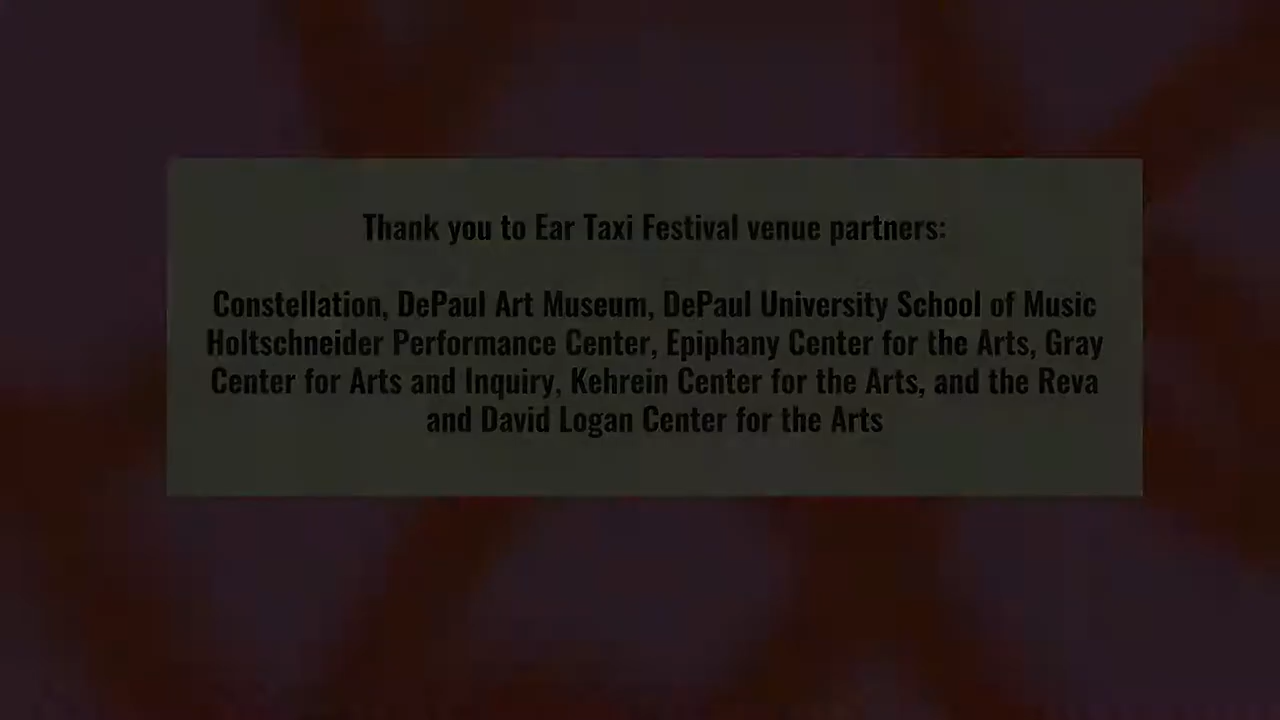 Thank you to Ear Taxi Festival venue partners:
Constellation, DePaul Art Museum, DePaul University School of Music
Holtschneider Performance Center, Epiphany Center for the Arts, Gray
Center for Arts and Inquiry, Kehrein Center for the Arts, and the Reva
and David Logan Center for the Arts